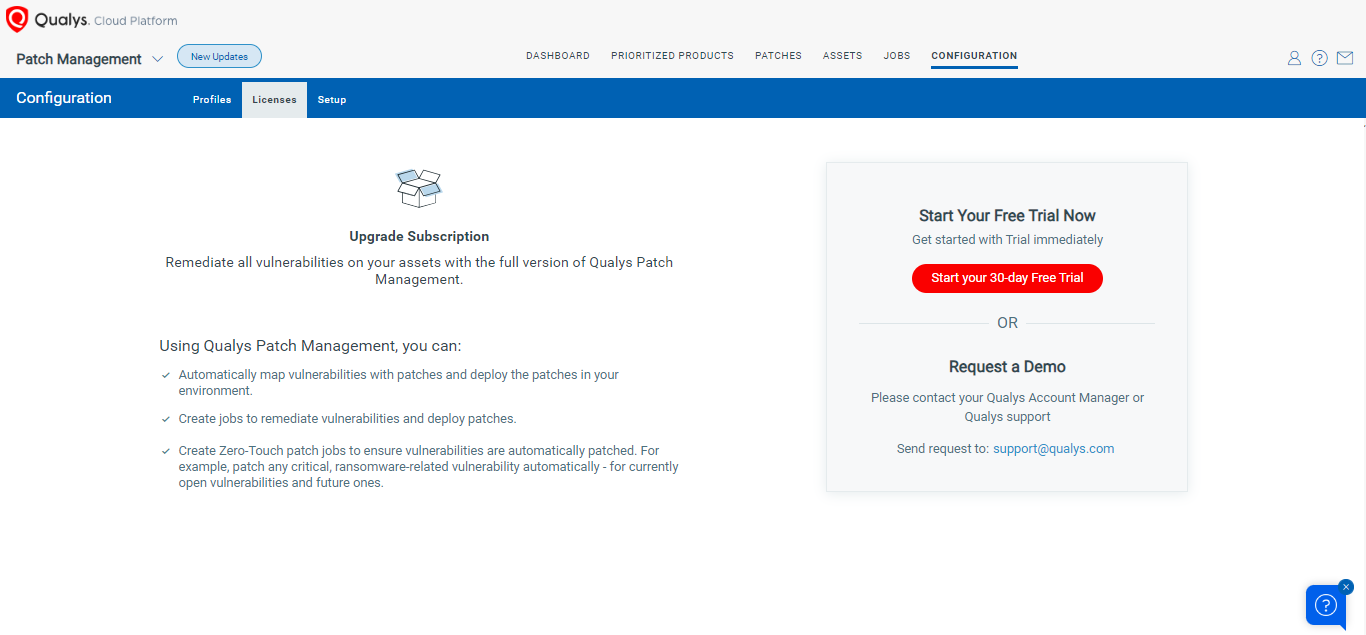 Qualys. Cloud Platform
Patch Management
New Updates
DASHBOARD
PRIORITIZED PRODUCTS
PATCHES
ASSETS
JOBS
CONFIGURATION
Configuration
Profiles
Licenses
Setup
Upgrade Subscription
Remediate all vulnerabilities on your assets with the full version of Qualys Patch
Management.
Using Qualys Patch Management, you can:
Automatically map vulnerabilities with patches and deploy the patches in your
environment.
Create jobs to remediate vulnerabilities and deploy patches.
Create Zero-Touch patch jobs to ensure vulnerabilities are automatically patched. For
example, patch any critical, ransomware-related vulnerability automatically - for currently
open vulnerabilities and future ones.
Start Your Free Trial Now
Get started with Trial immediately
Start your 30-day Free Trial
OR
Request a Demo
Please contact your Qualys Account Manager or
Qualys support
Send request to: support@qualys.com